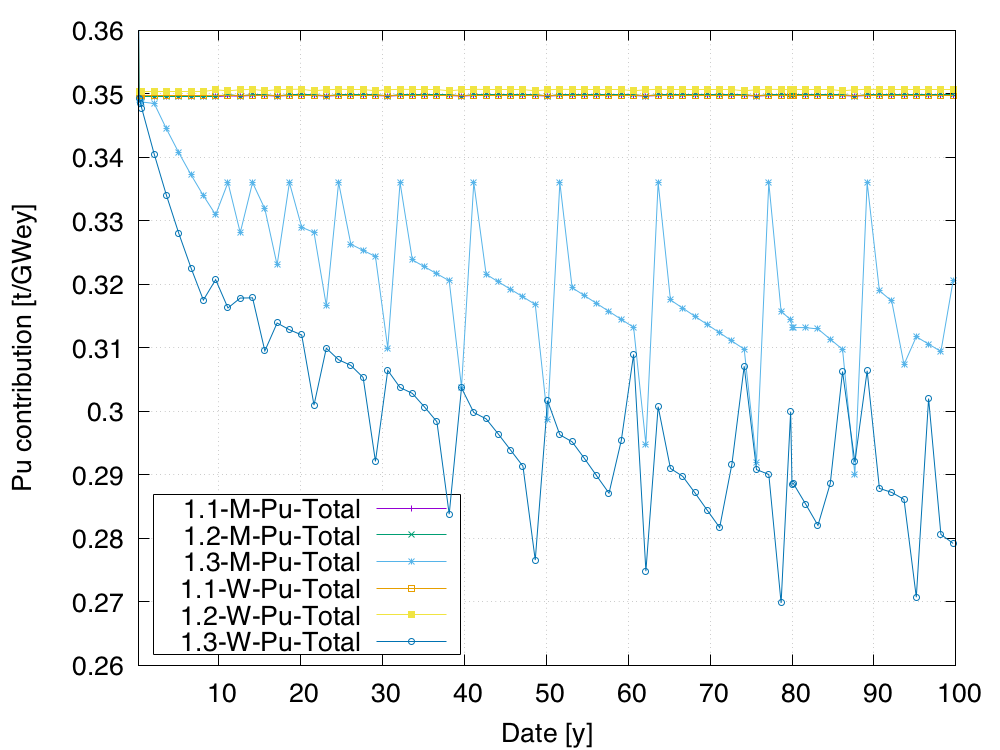 0.36
0.35
0.34
0.33
0.32
0.31
0.3
0.29
0.28
0.27
0.26
Pu contribution [t/GWey]
1.1-M-Pu-Total
1.2-M-Pu-Total
1.3-M-Pu-Total
1.1-W-Pu-Total
1.2-W-Pu-Total
1.3-W-Pu-Total
10 20 30 40 50 60 70 80 90 100
Date [y]